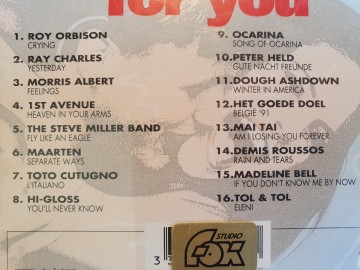 for you
1. ROY ORBISON
CRYING
2. RAY CHARLES
YESTERDAY
3. MORRIS ALBERT
FEELINGS
4. 1ST AVENUE
HEAVEN IN YOUR ARMS
5. THE STEVE MILLER BAND
FLY LIKE AN EAGLE
6. MAARTEN
SEPARATE WAYS
7. TOTO CUTUGNO
L'ITALIANO
8. HI-GLOSS
YOU'LL NEVER KNOW
9. OCARINA
SONG OF OCARINA
10. PETER HELD
GUTE NACHT FREUNDE
11. DOUGH ASHDOWN
WINTER IN AMERICA
12. HET GOEDE DOEL
BELGIE '91
13. MAI TAI
AM I LOSING YOU FOREVER
14. DEMIS ROUSSOS
RAIN AND TEARS
15. MADELINE BELL
IF YOU DON'T KNOW ME BY NOW
16. TOL & TOL
ELENI
STUDIO
3